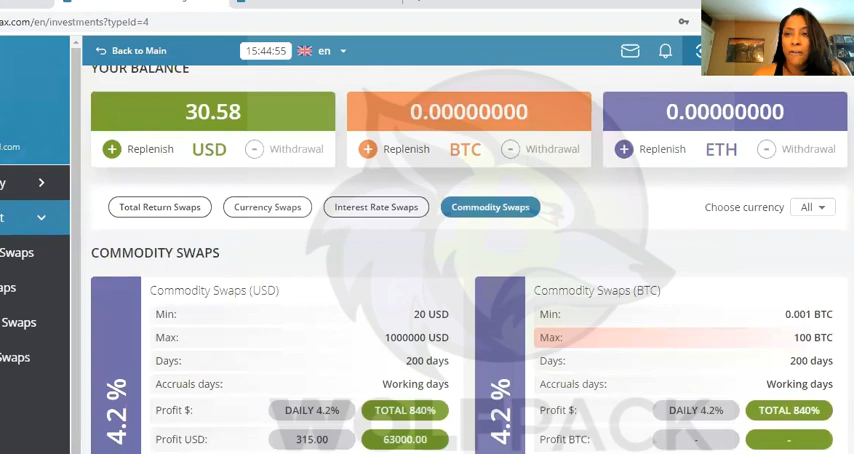 ax.com/en/investments?typeId=4
Back to Main
15:44:55
en
YOUR BALANCE
30.58
0.00000000
0.00000000
Replenish USD Withdrawal
Replenish BTC Withdrawal
Replenish ETH Withdrawal
.com
y
t
Swaps
aps
Swaps
Swaps
Total Return Swaps
Currency Swaps
Interest Rate Swaps
Commodity Swaps
Choose currency All
COMMODITY SWAPS
4.2 %
Commodity Swaps (USD)
Min: 20 USD
Max: 1000000 USD
Days: 200 days
Accruals days: Working days
Profit $: DAILY 4.2% TOTAL 840%
Profit USD: 315.00 63000.00
4.2 %
Commodity Swaps (BTC)
Min: 0.001 BTC
Max: 100 BTC
Days: 200 days
Accruals days: Working days
Profit $: DAILY 4.2% TOTAL 840%
Profit BTC: - -
WOLFPACK